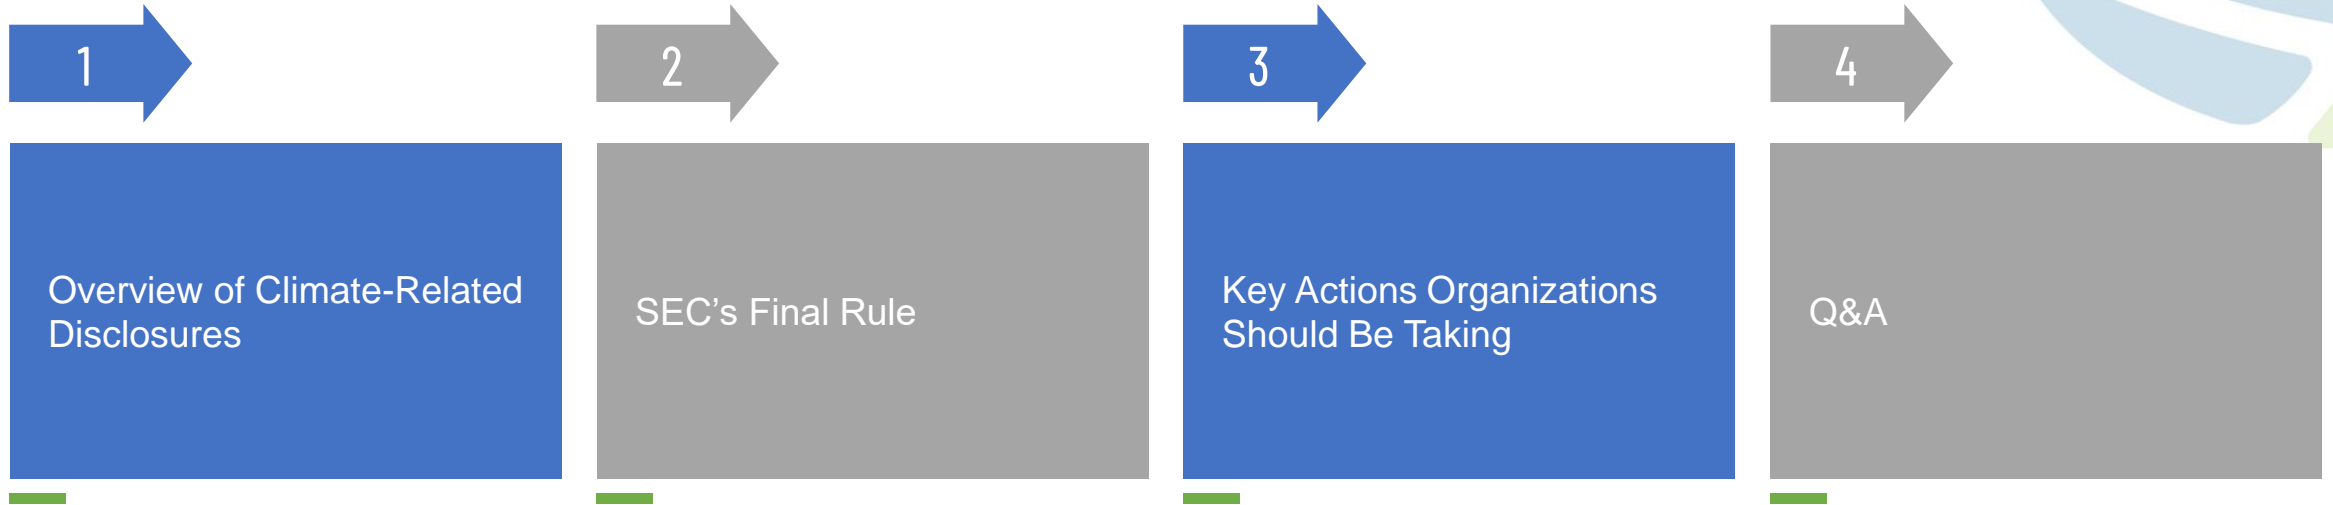 1
Overview of Climate-Related
Disclosures
2
SEC’s Final Rule
3
Key Actions Organizations
Should Be Taking
4
Q&A